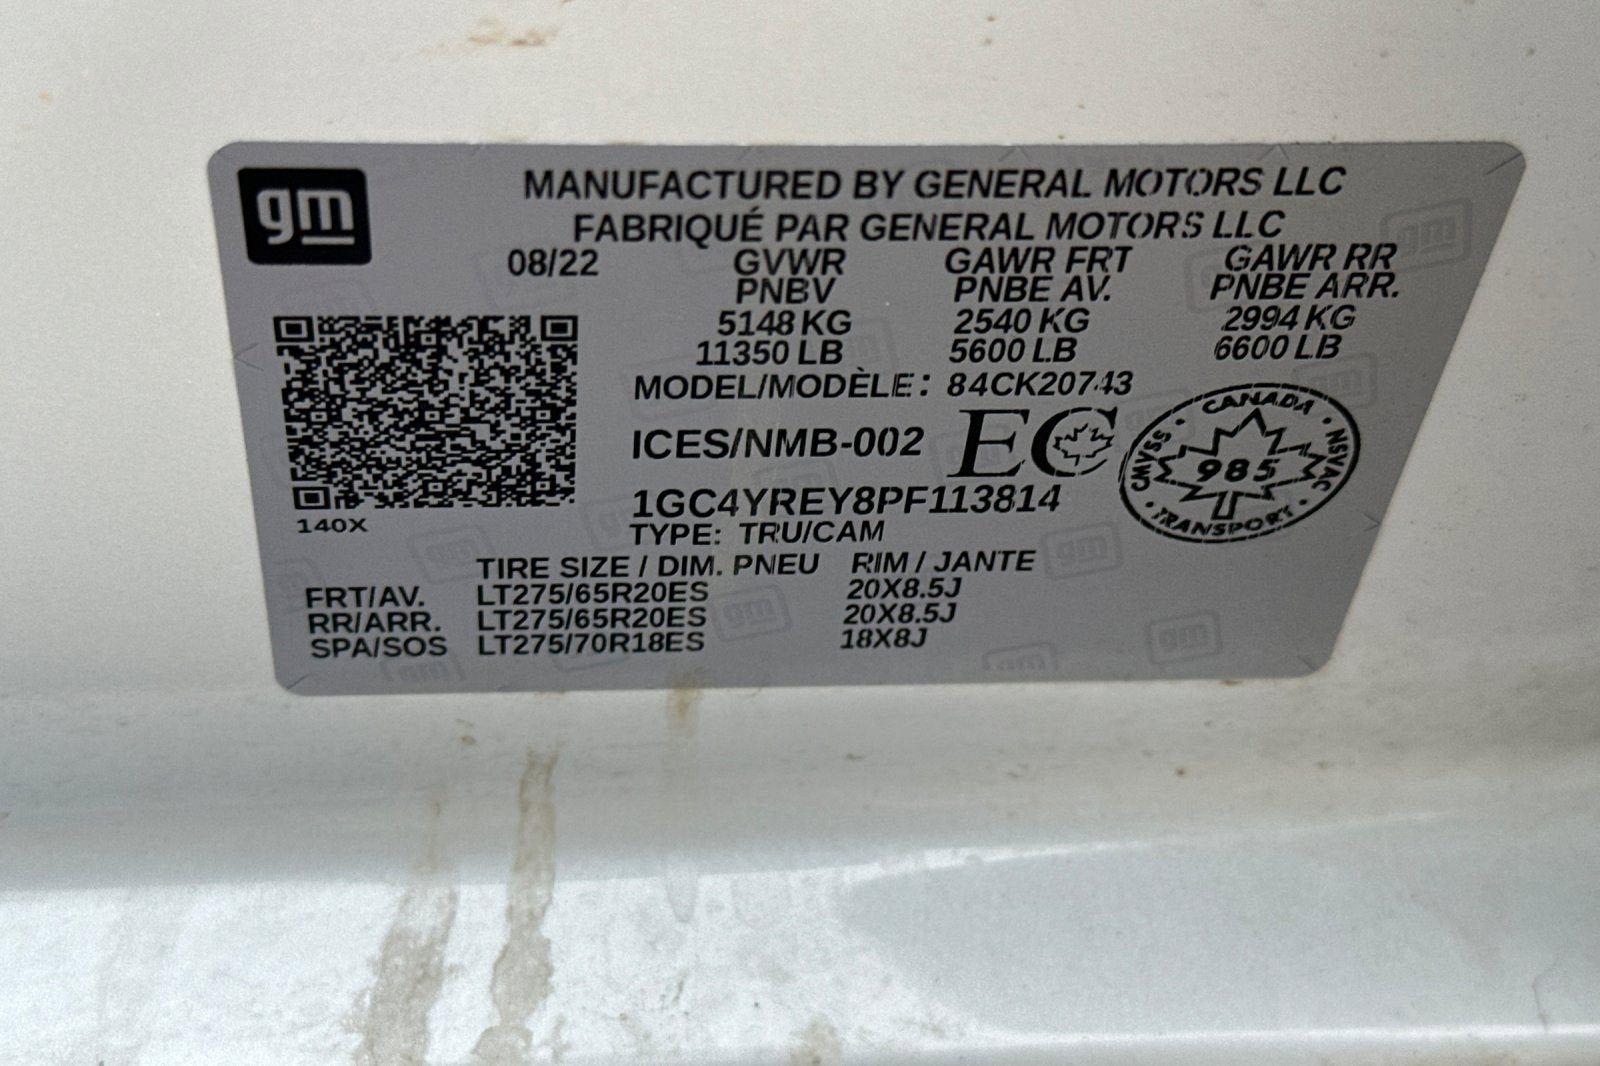 gm
MANUFACTURED BY GENERAL MOTORS LLC
FABRIQUÉ PAR GENERAL MOTORS LLC
08/22 GVWR GAWR FRT GAWR RR
PNBV PNBE AV. PNBE ARR.
5148 KG 2540 KG 2994 KG
11350 LB 5600 LB 6600 LB
MODEL/MODÈLE: 84CK20743
ICES/NMB-002 EC
CANADA
CMVSS 985 NSVAC
TRANSPORT
1GC4YREY8PF113814
140X
TYPE: TRU/CAM
TIRE SIZE / DIM. PNEU RIM / JANTE
FRT/AV. LT275/65R20ES 20X8.5J
RR/ARR. LT275/65R20ES 20X8.5J
SPA/SOS LT275/70R18ES 18X8J